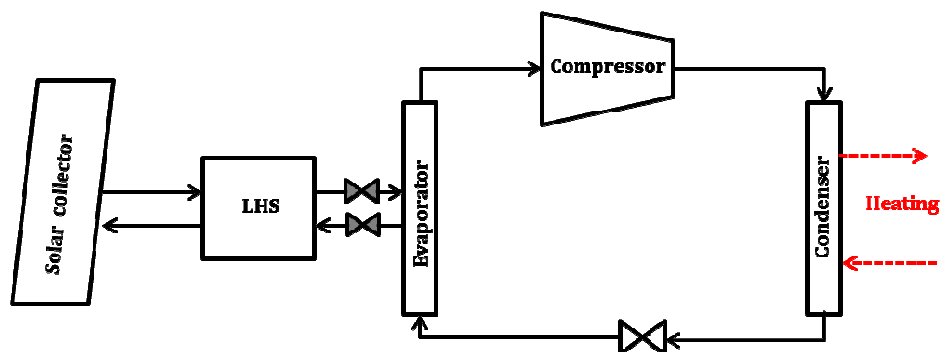 Solar collector
LHS
Evaporator
Compressor
Condenser
Heating